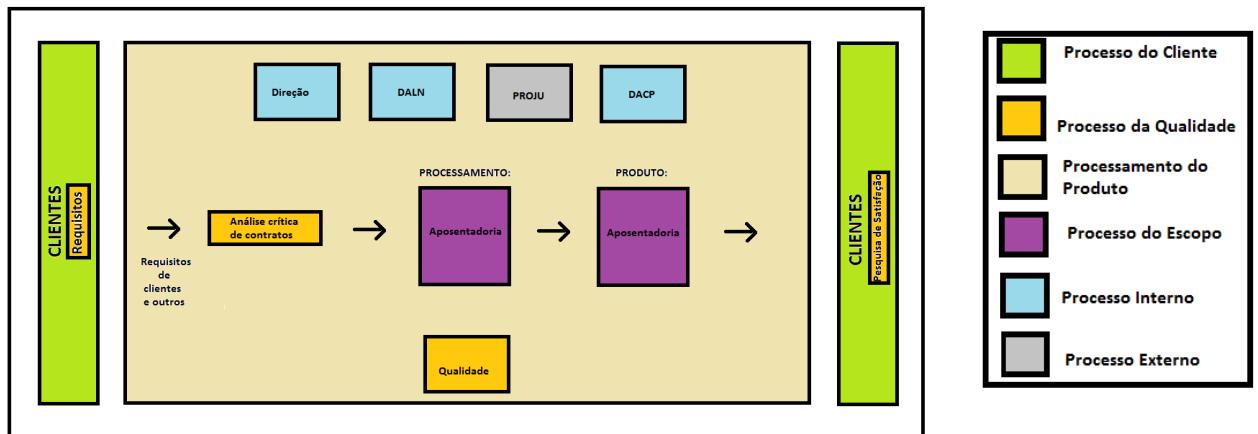 CLIENTES
Requisitos
Direção
DALN
PROJU
DACP
PROCESSAMENTO:
PRODUTO:
Análise crítica
de contratos
Aposentadoria
Aposentadoria
Requisitos
de
clientes
e outros
Qualidade
CLIENTES
Pesquisa de Satisfação
Processo do Cliente
Processo da Qualidade
Processamento do
Produto
Processo do Escopo
Processo Interno
Processo Externo